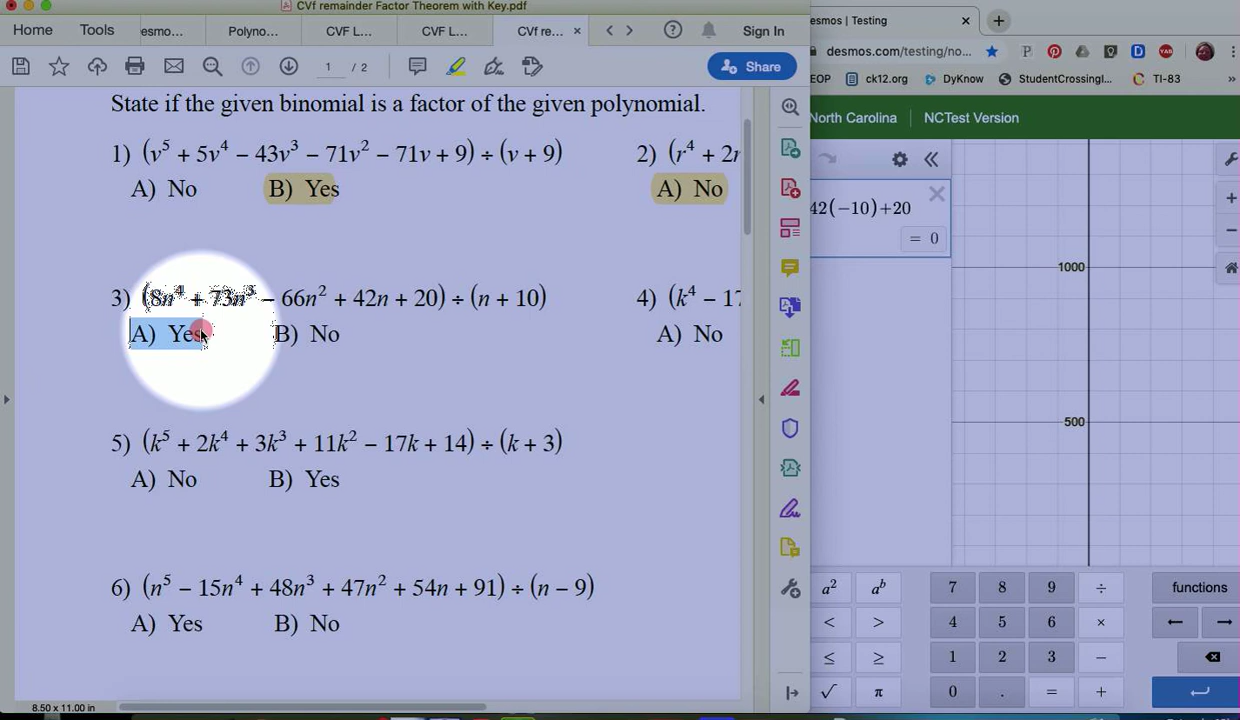 CVf remainder Factor Theorem with Key.pdf
Home Tools esmo... Polyno... CVF L... CVF L... CVf re... × Sign In
1 / 2 Share
State if the given binomial is a factor of the given polynomial.
1) (v⁵ + 5v⁴ − 43v³ − 71v² − 71v + 9) ÷ (v + 9)
A) No B) Yes
2) (r⁴ + 2r
A) No
3) (8n⁴ + 73n³ − 66n² + 42n + 20) ÷ (n + 10)
A) Yes B) No
4) (k⁴ − 17
A) No
5) (k⁵ + 2k⁴ + 3k³ + 11k² − 17k + 14) ÷ (k + 3)
A) No B) Yes
6) (n⁵ − 15n⁴ + 48n³ + 47n² + 54n + 91) ÷ (n − 9)
A) Yes B) No
8.50 x 11.00 in
desmos | Testing
desmos.com/testing/no...
EOP ck12.org DyKnow StudentCrossingI... TI-83 »
North Carolina NCTest Version
42(−10)+20
= 0
1000
500
a² aᵇ 7 8 9 ÷ functions
< > 4 5 6 × ← →
≤ ≥ 1 2 3 −
√ π 0 . = +